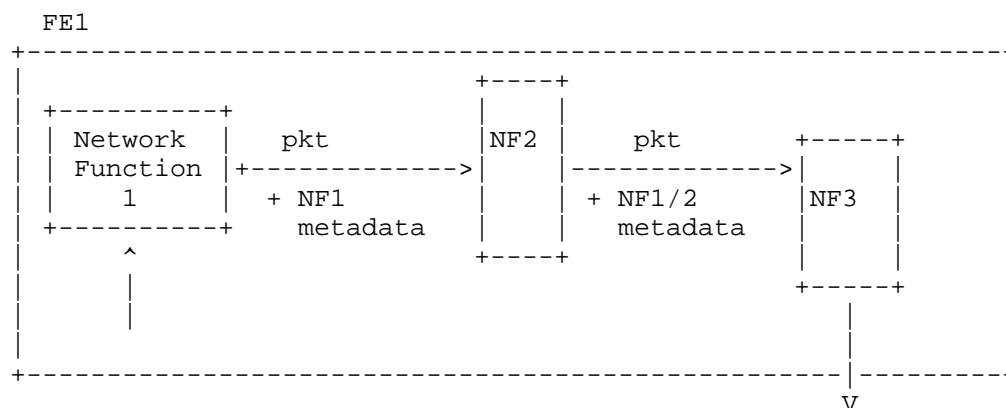 FE1
Network pkt NF2 pkt
Function
1 + NF1 + NF1/2 NF3
metadata metadata
V